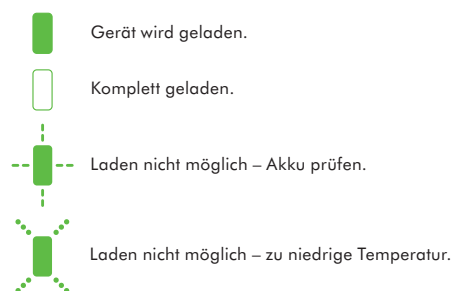 Gerät wird geladen.
Komplett geladen.
Laden nicht möglich – Akku prüfen.
Laden nicht möglich – zu niedrige Temperatur.